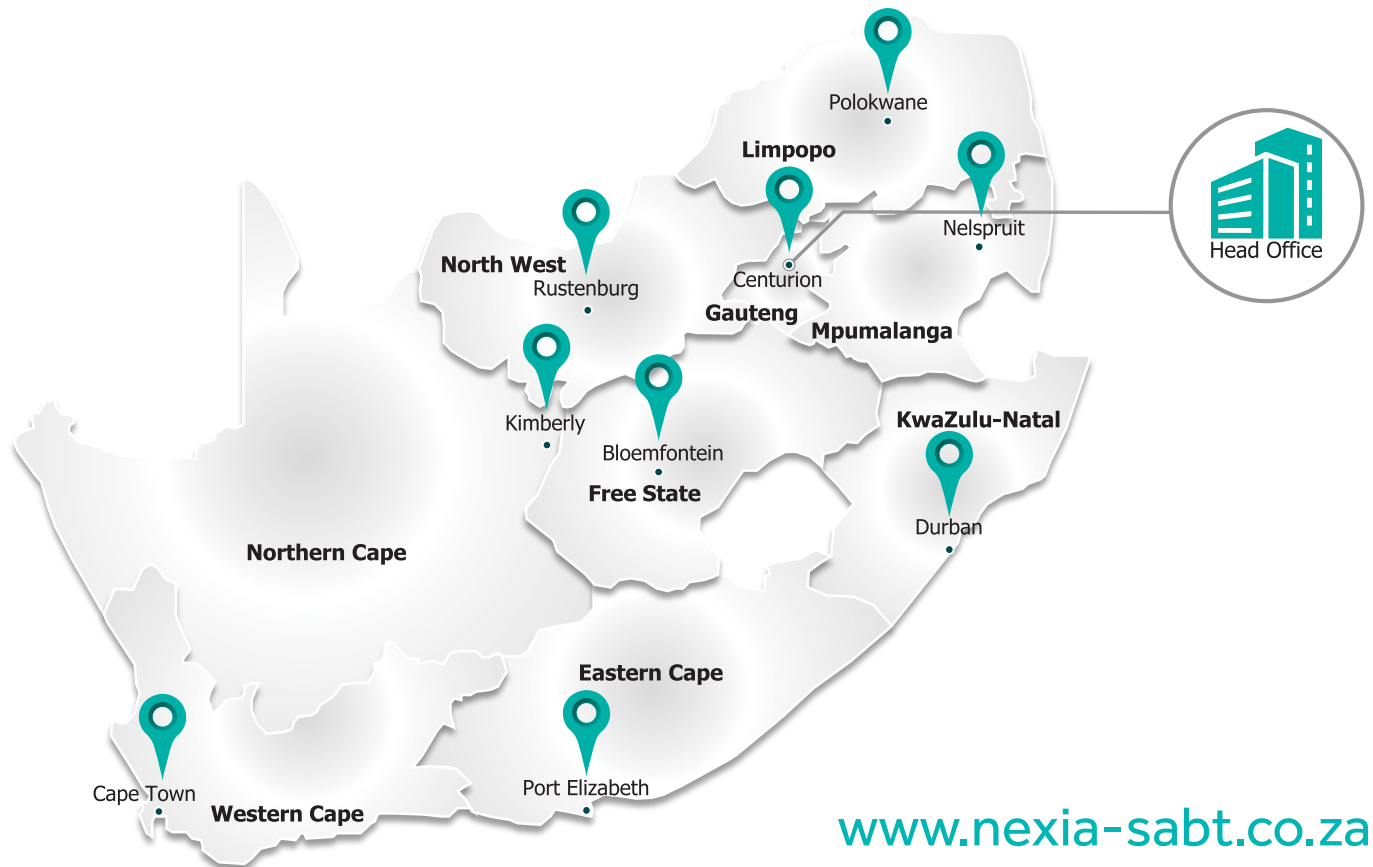 Polokwane
Limpopo
Nelspruit
Head Office
North West
Rustenburg
Centurion
Gauteng
Mpumalanga
Kimberly
Bloemfontein
Free State
KwaZulu-Natal
Durban
Northern Cape
Eastern Cape
Cape Town
Western Cape
Port Elizabeth
www.nexia-sabt.co.za